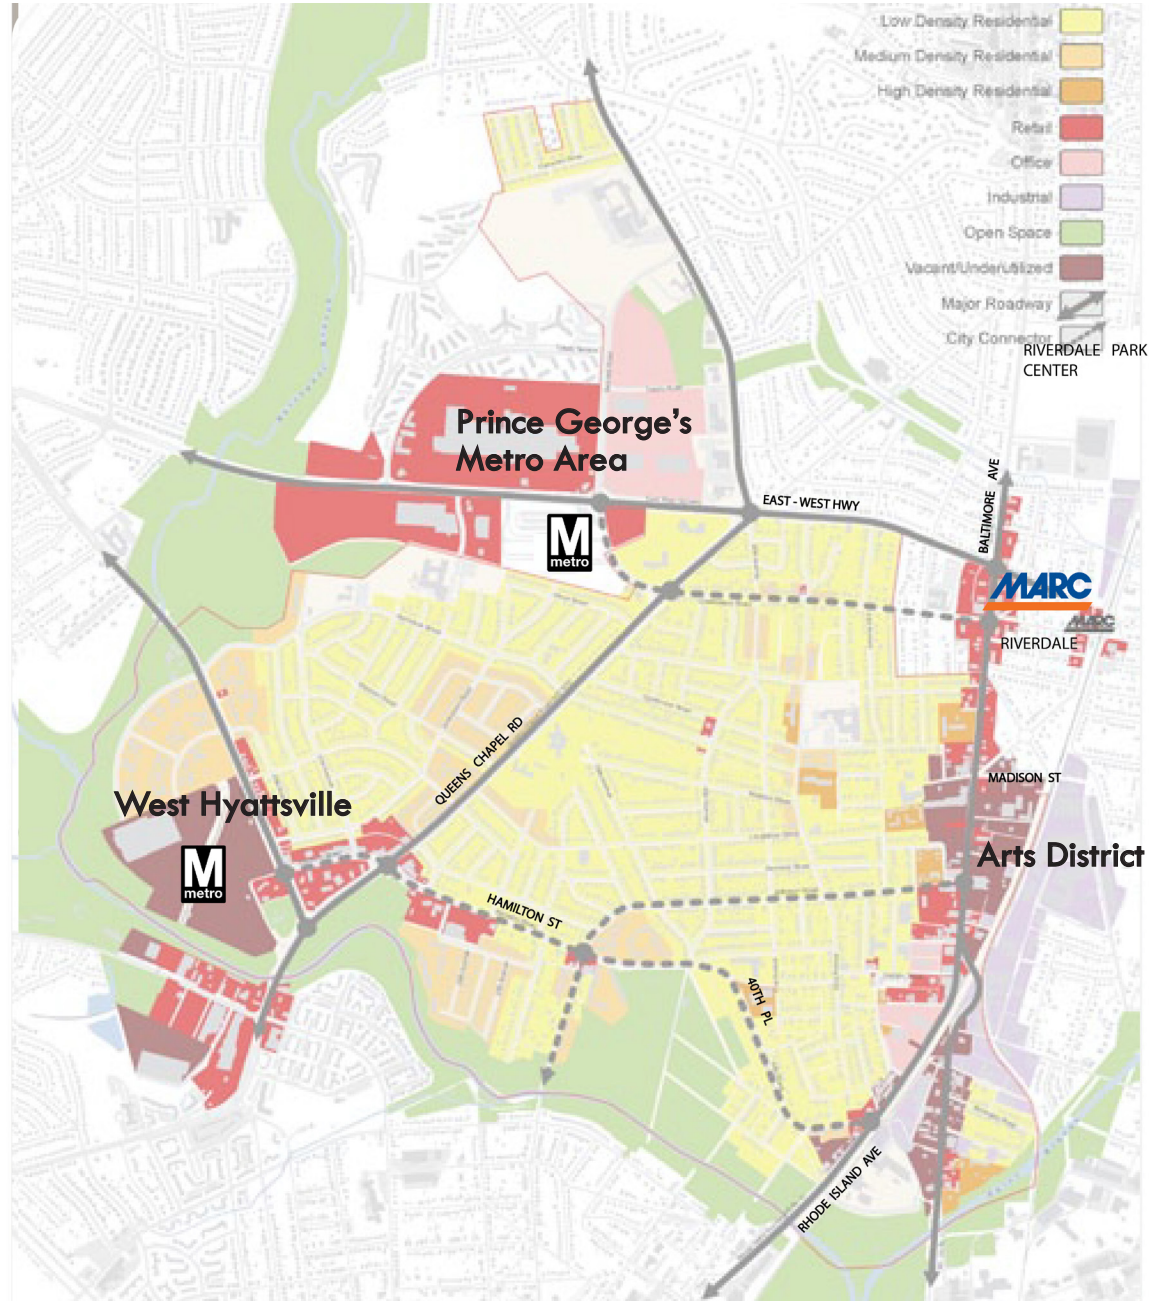 Low Density Residential
Medium Density Residential
High Density Residential
Retail
Office
Industrial
Open Space
Vacant/Underutilized
Major Roadway
City Connector
RIVERDALE PARK
CENTER
Prince George's
Metro Area
M
metro
EAST - WEST HWY
BALTIMORE AVE
MARC
MARC
RIVERDALE
QUEENS CHAPEL RD
MADISON ST
West Hyattsville
M
metro
Arts District
HAMILTON ST
40TH PL
RHODE ISLAND AVE